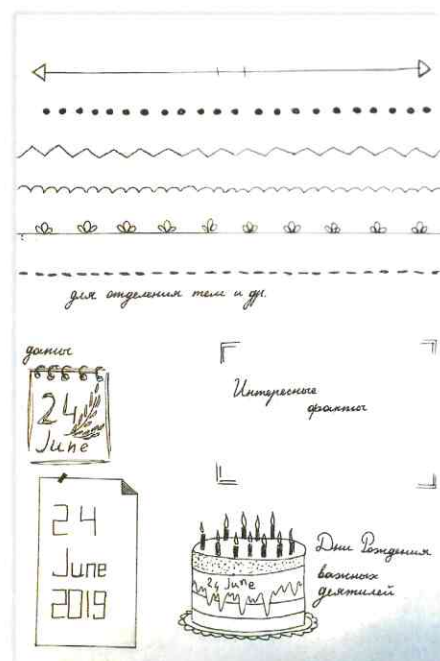 для отделения тем и др.
даты
24
June
Интересные
факты
24
June
2019
24 June
Дни Рождения
важных
деятелей